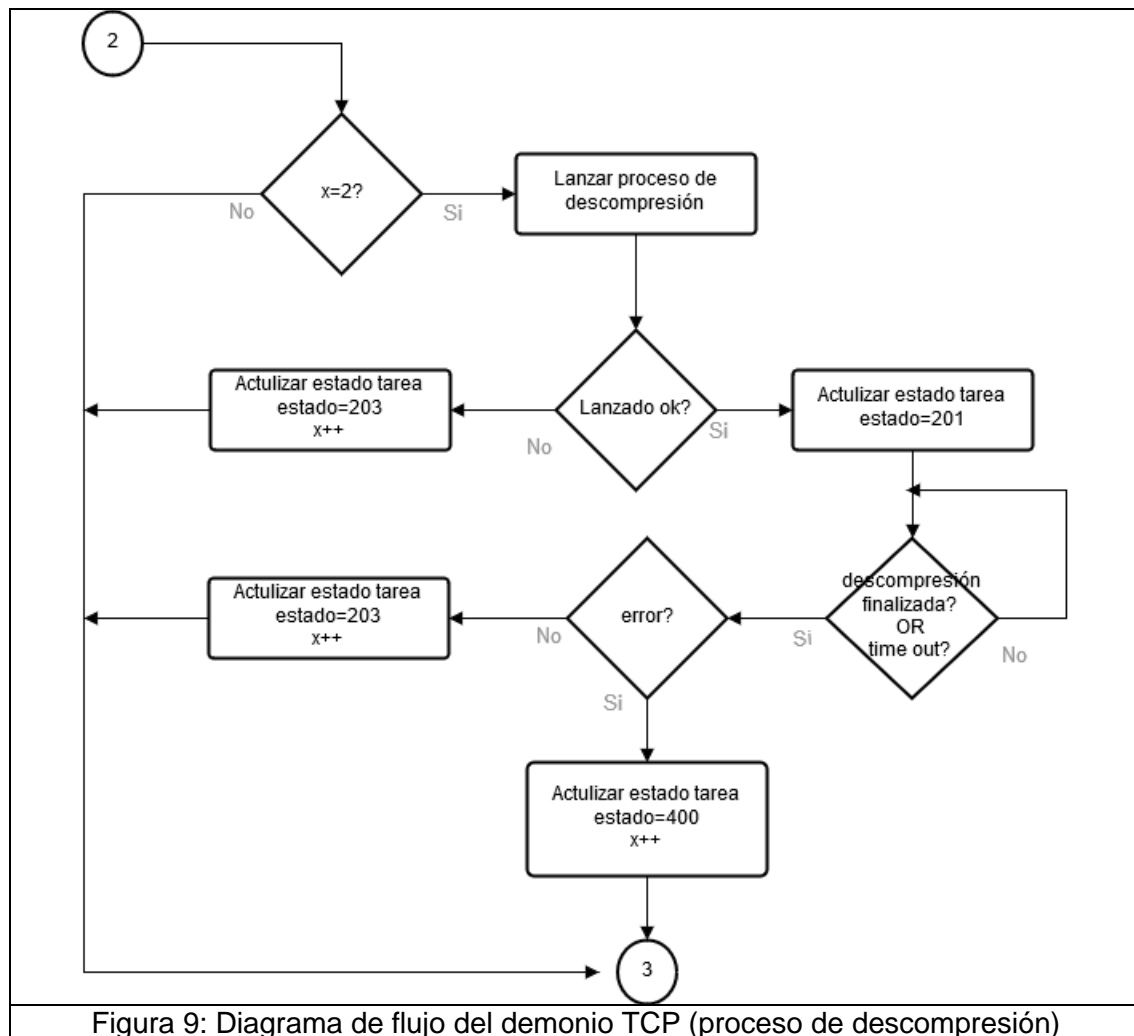 2
x=2?
No
Si
Lanzar proceso de
descompresión
Actulizar estado tarea
estado=203
x++
Lanzado ok?
No
Si
Actulizar estado tarea
estado=201
Actulizar estado tarea
estado=203
x++
error?
No
Si
descompresión
finalizada?
OR
time out?
Si
No
Actulizar estado tarea
estado=400
x++
3
Figura 9: Diagrama de flujo del demonio TCP (proceso de descompresión)